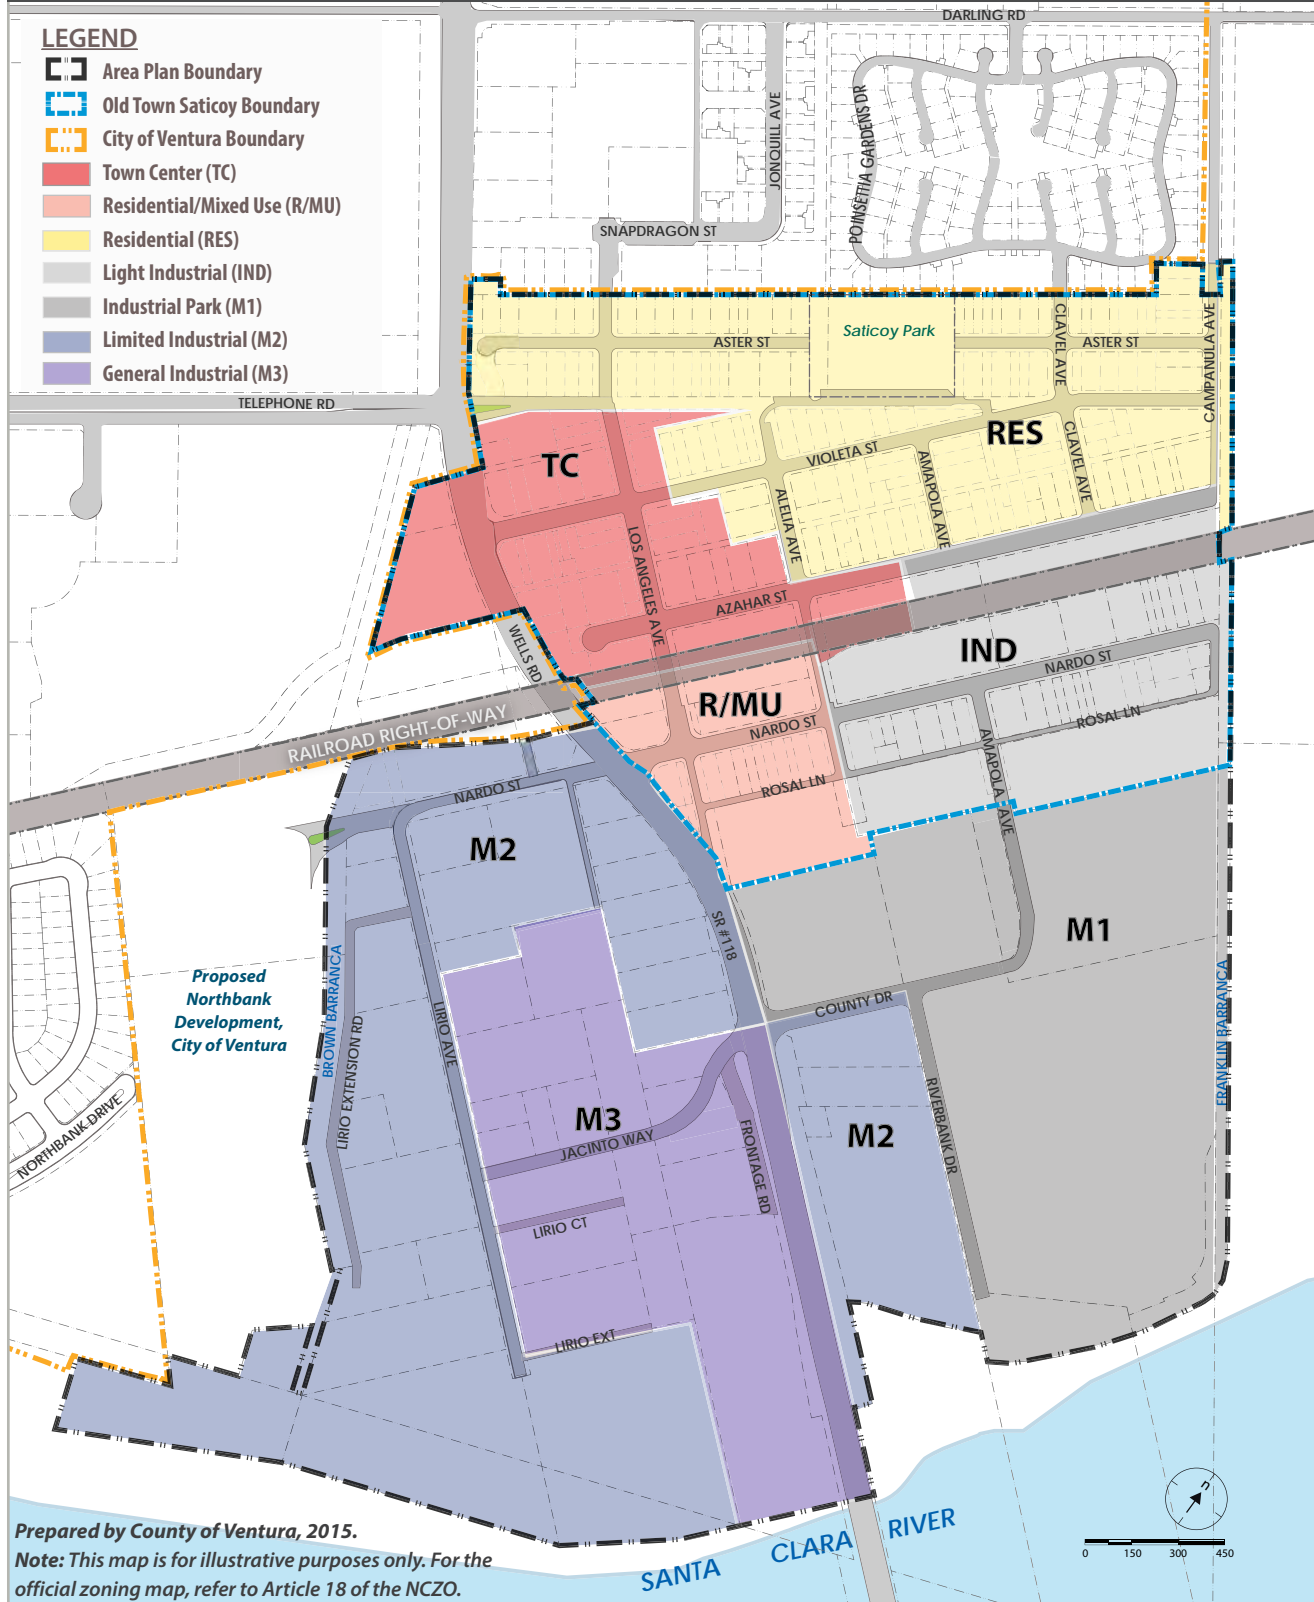 DARLING RD
LEGEND
Area Plan Boundary
Old Town Saticoy Boundary
City of Ventura Boundary
Town Center (TC)
Residential/Mixed Use (R/MU)
Residential (RES)
Light Industrial (IND)
Industrial Park (M1)
Limited Industrial (M2)
General Industrial (M3)
JONQUILL AVE
POINSETTIA GARDENS DR
SNAPDRAGON ST
TELEPHONE RD
ASTER ST
Saticoy Park
CLAVEL AVE
ASTER ST
CAMPANULA AVE
TC
RES
VIOLETA ST
ALELIA AVE
AMAPOLA AVE
CLAVEL AVE
LOS ANGELES AVE
AZAHAR ST
WELLS RD
IND
NARDO ST
ROSAL LN
R/MU
NARDO ST
ROSAL LN
AMAPOLA AVE
RAILROAD RIGHT-OF-WAY
NARDO ST
M2
SR #118
M1
Proposed
Northbank
Development,
City of Ventura
BROWN BARRANCA
LIRIO EXTENSION RD
LIRIO AVE
COUNTY DR
FRANKLIN BARRANCA
NORTHBANK DRIVE
M3
JACINTO WAY
FRONTAGE RD
M2
RIVERBANK DR
LIRIO CT
LIRIO EXT
n
SANTA CLARA RIVER
0 150 300 450
Prepared by County of Ventura, 2015.
Note: This map is for illustrative purposes only. For the
official zoning map, refer to Article 18 of the NCZO.